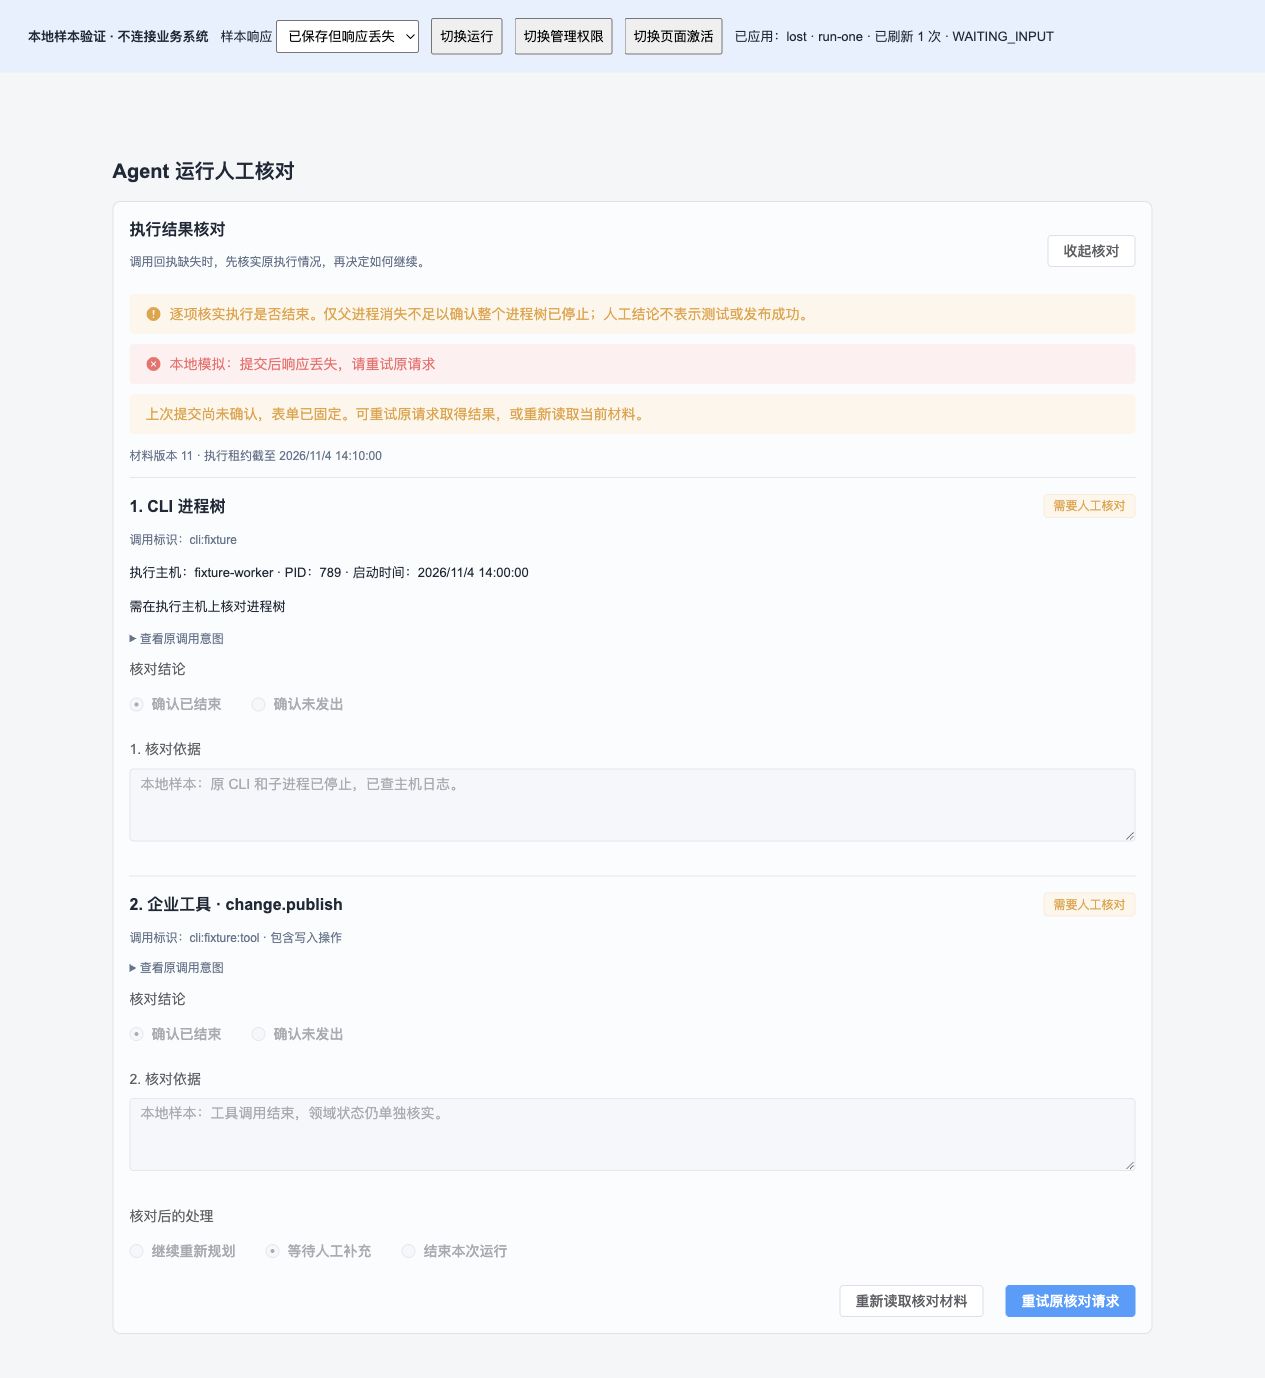 本地样本验证 · 不连接业务系统 样本响应 已保存但响应丢失 切换运行 切换管理权限 切换页面激活 已应用：lost · run-one · 已刷新 1 次 · WAITING_INPUT
Agent 运行人工核对
执行结果核对
调用回执缺失时，先核实原执行情况，再决定如何继续。
收起核对
逐项核实执行是否结束。仅父进程消失不足以确认整个进程树已停止；人工结论不表示测试或发布成功。
本地模拟：提交后响应丢失，请重试原请求
上次提交尚未确认，表单已固定。可重试原请求取得结果，或重新读取当前材料。
材料版本 11 · 执行租约截至 2026/11/4 14:10:00
1. CLI 进程树 需要人工核对
调用标识：cli:fixture
执行主机：fixture-worker · PID：789 · 启动时间：2026/11/4 14:00:00
需在执行主机上核对进程树
查看原调用意图
核对结论
确认已结束 确认未发出
1. 核对依据
本地样本：原 CLI 和子进程已停止，已查主机日志。
2. 企业工具 · change.publish 需要人工核对
调用标识：cli:fixture:tool · 包含写入操作
查看原调用意图
核对结论
确认已结束 确认未发出
2. 核对依据
本地样本：工具调用结束，领域状态仍单独核实。
核对后的处理
继续重新规划 等待人工补充 结束本次运行
重新读取核对材料 重试原核对请求